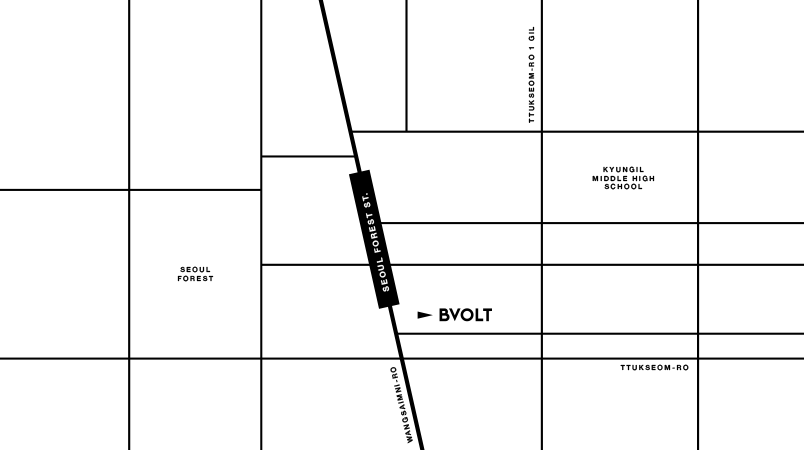 TTUKSEOM-RO 1 GIL
KYUNGIL
MIDDLE HIGH
SCHOOL
SEOUL FOREST ST.
SEOUL
FOREST
BVOLT
TTUKSEOM-RO
WANGSAIMNI-RO